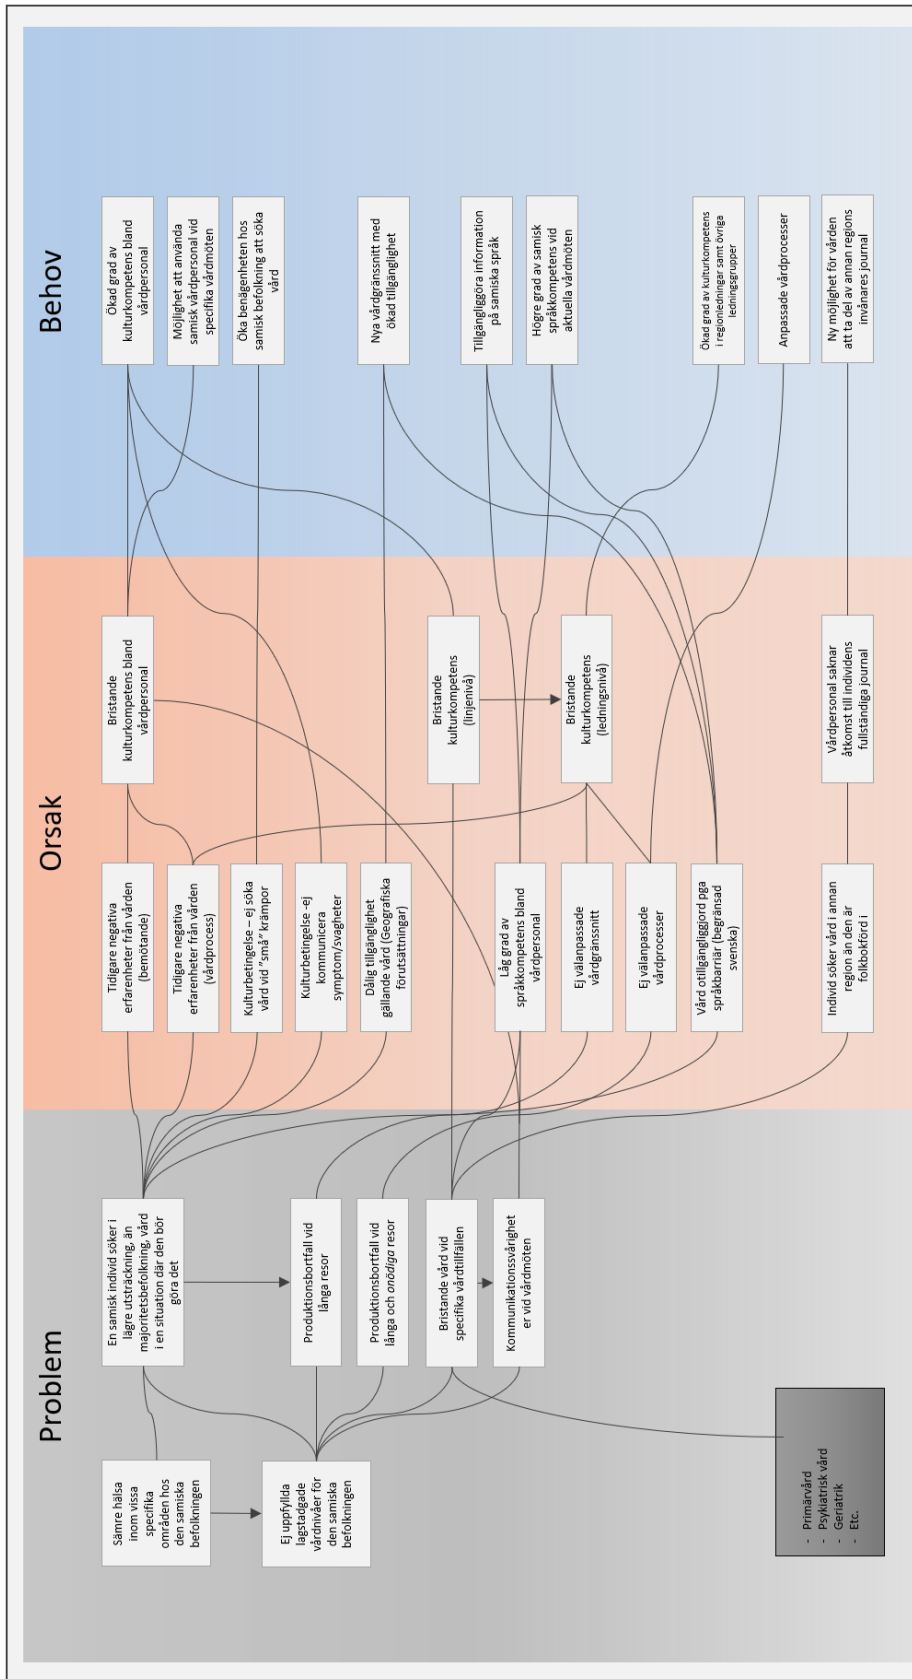 Problem
Orsak
Behov
Sämre hälsa
inom vissa
specifika
områden hos
den samiska
befolkningen
Ej uppfyllda
lagstadgade
vårdnivåer för
den samiska
befolkningen
- Primärvård
- Psykiatrisk vård
- Geriatrik
- Etc.
En samisk individ söker i
lägre utsträckning, än
majoritetsbefolkning, vård
i en situation där den bör
göra det
Produktionsbortfall vid
långa resor
Produktionsbortfall vid
långa och onödiga resor
Bristande vård vid
specifika vårdtillfällen
Kommunikationssvårighet
er vid vårdmöten
Tidigare negativa
erfarenheter från vården
(bemötande)
Tidigare negativa
erfarenheter från vården
(vårdprocess)
Kulturbetingelse – ej söka
vård vid ”små” krämpor
Kulturbetingelse -ej
kommunicera
symptom/svagheter
Dålig tillgänglighet
gällande vård (Geografiska
förutsättningar)
Låg grad av
språkkompetens bland
vårdpersonal
Ej välanpassade
vårdgränssnitt
Ej välanpassade
vårdprocesser
Vård otillgängliggjord pga
språkbarriär (begränsad
svenska)
Individ söker vård i annan
region än den är
folkbokförd i
Bristande
kulturkompetens bland
vårdpersonal
Bristande
kulturkompetens
(linjenivå)
Bristande
kulturkompetens
(ledningsnivå)
Vårdpersonal saknar
åtkomst till individens
fullständiga journal
Ökad grad av
kulturkompetens bland
vårdpersonal
Möjlighet att använda
samisk vårdpersonal vid
specifika vårdmöten
Öka benägenheten hos
samisk befolkning att söka
vård
Nya vårdgränssnitt med
ökad tillgänglighet
Tillgängliggöra information
på samiska språk
Högre grad av samisk
språkkompetens vid
aktuella vårdmöten
Ökad grad av kulturkompetens
i regionledningar samt övriga
ledningsgrupper
Anpassade vårdprocesser
Ny möjlighet för vården
att ta del av annan regions
invånares journal